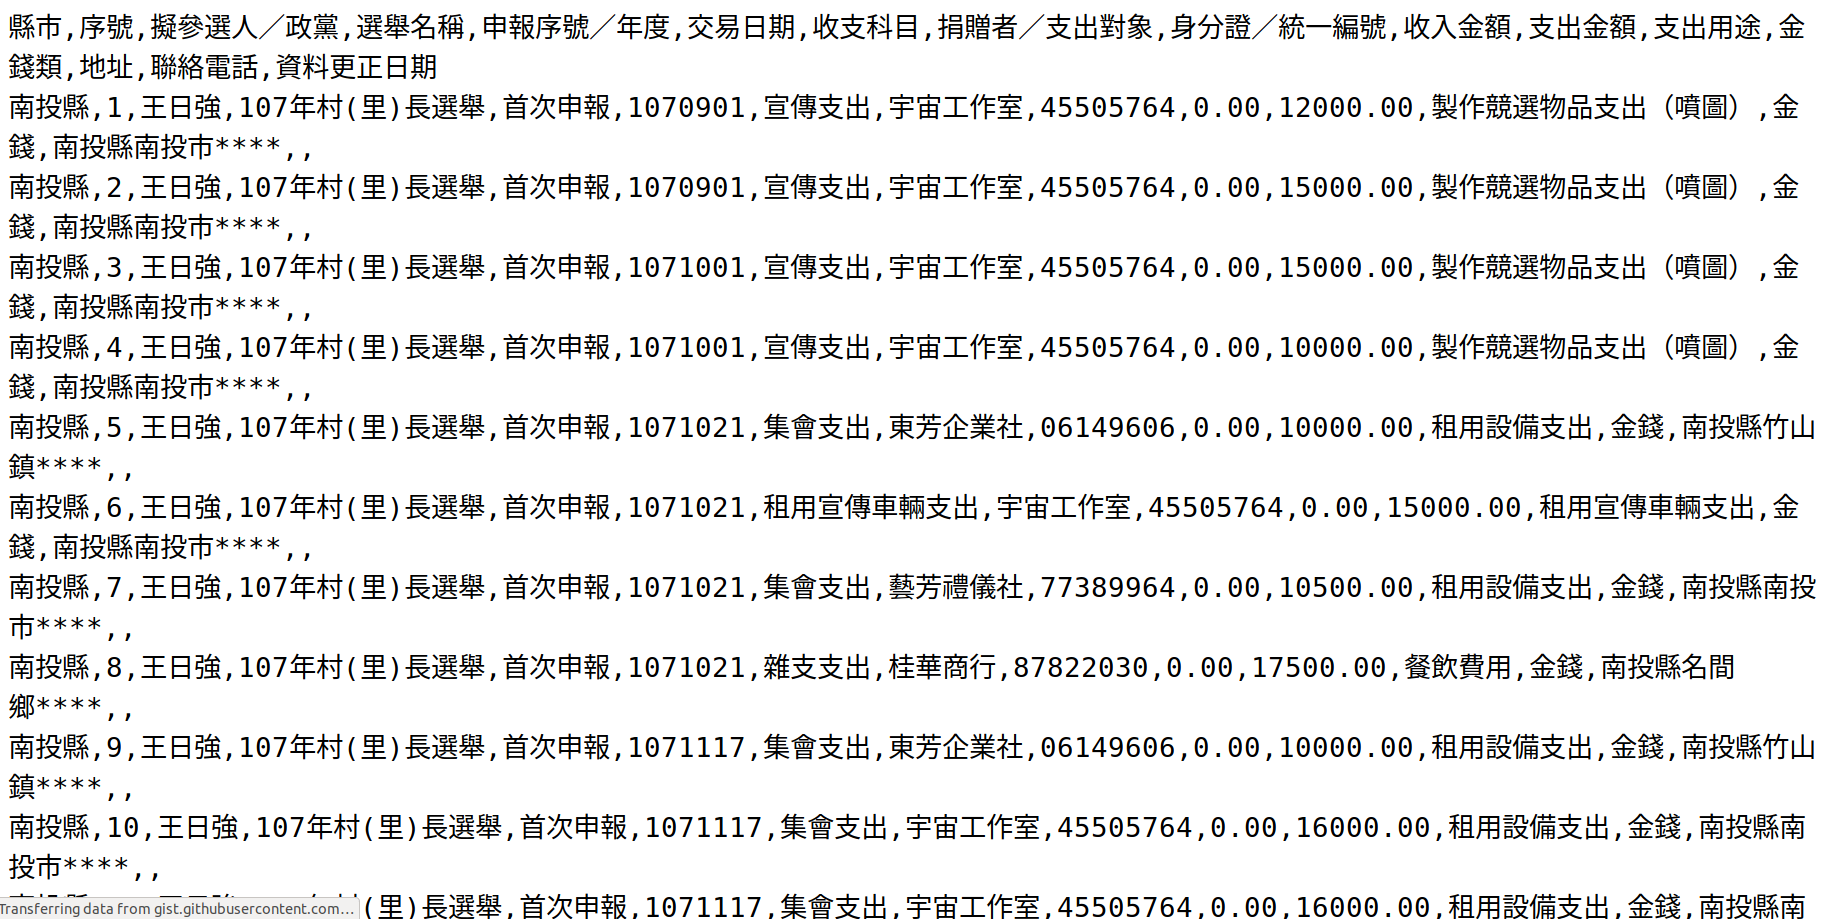 縣市,序號,擬參選人／政黨,選舉名稱,申報序號／年度,交易日期,收支科目,捐贈者／支出對象,身分證／統一編號,收入金額,支出金額,支出用途,金
錢類,地址,聯絡電話,資料更正日期
南投縣,1,王日強,107年村(里)長選舉,首次申報,1070901,宣傳支出,宇宙工作室,45505764,0.00,12000.00,製作競選物品支出（噴圖）,金
錢,南投縣南投市****,,
南投縣,2,王日強,107年村(里)長選舉,首次申報,1070901,宣傳支出,宇宙工作室,45505764,0.00,15000.00,製作競選物品支出（噴圖）,金
錢,南投縣南投市****,,
南投縣,3,王日強,107年村(里)長選舉,首次申報,1071001,宣傳支出,宇宙工作室,45505764,0.00,15000.00,製作競選物品支出（噴圖）,金
錢,南投縣南投市****,,
南投縣,4,王日強,107年村(里)長選舉,首次申報,1071001,宣傳支出,宇宙工作室,45505764,0.00,10000.00,製作競選物品支出（噴圖）,金
錢,南投縣南投市****,,
南投縣,5,王日強,107年村(里)長選舉,首次申報,1071021,集會支出,東芳企業社,06149606,0.00,10000.00,租用設備支出,金錢,南投縣竹山
鎮****,,
南投縣,6,王日強,107年村(里)長選舉,首次申報,1071021,租用宣傳車輛支出,宇宙工作室,45505764,0.00,15000.00,租用宣傳車輛支出,金
錢,南投縣南投市****,,
南投縣,7,王日強,107年村(里)長選舉,首次申報,1071021,集會支出,藝芳禮儀社,77389964,0.00,10500.00,租用設備支出,金錢,南投縣南投
市****,,
南投縣,8,王日強,107年村(里)長選舉,首次申報,1071021,雜支支出,桂華商行,87822030,0.00,17500.00,餐飲費用,金錢,南投縣名間
鄉****,,
南投縣,9,王日強,107年村(里)長選舉,首次申報,1071117,集會支出,東芳企業社,06149606,0.00,10000.00,租用設備支出,金錢,南投縣竹山
鎮****,,
南投縣,10,王日強,107年村(里)長選舉,首次申報,1071117,集會支出,宇宙工作室,45505764,0.00,16000.00,租用設備支出,金錢,南投縣南
投市****,,
(里)長選舉,首次申報,1071117,集會支出,宇宙工作室,45505764,0.00,16000.00,租用設備支出,金錢,南投縣南
Transferring data from gist.githubusercontent.com...